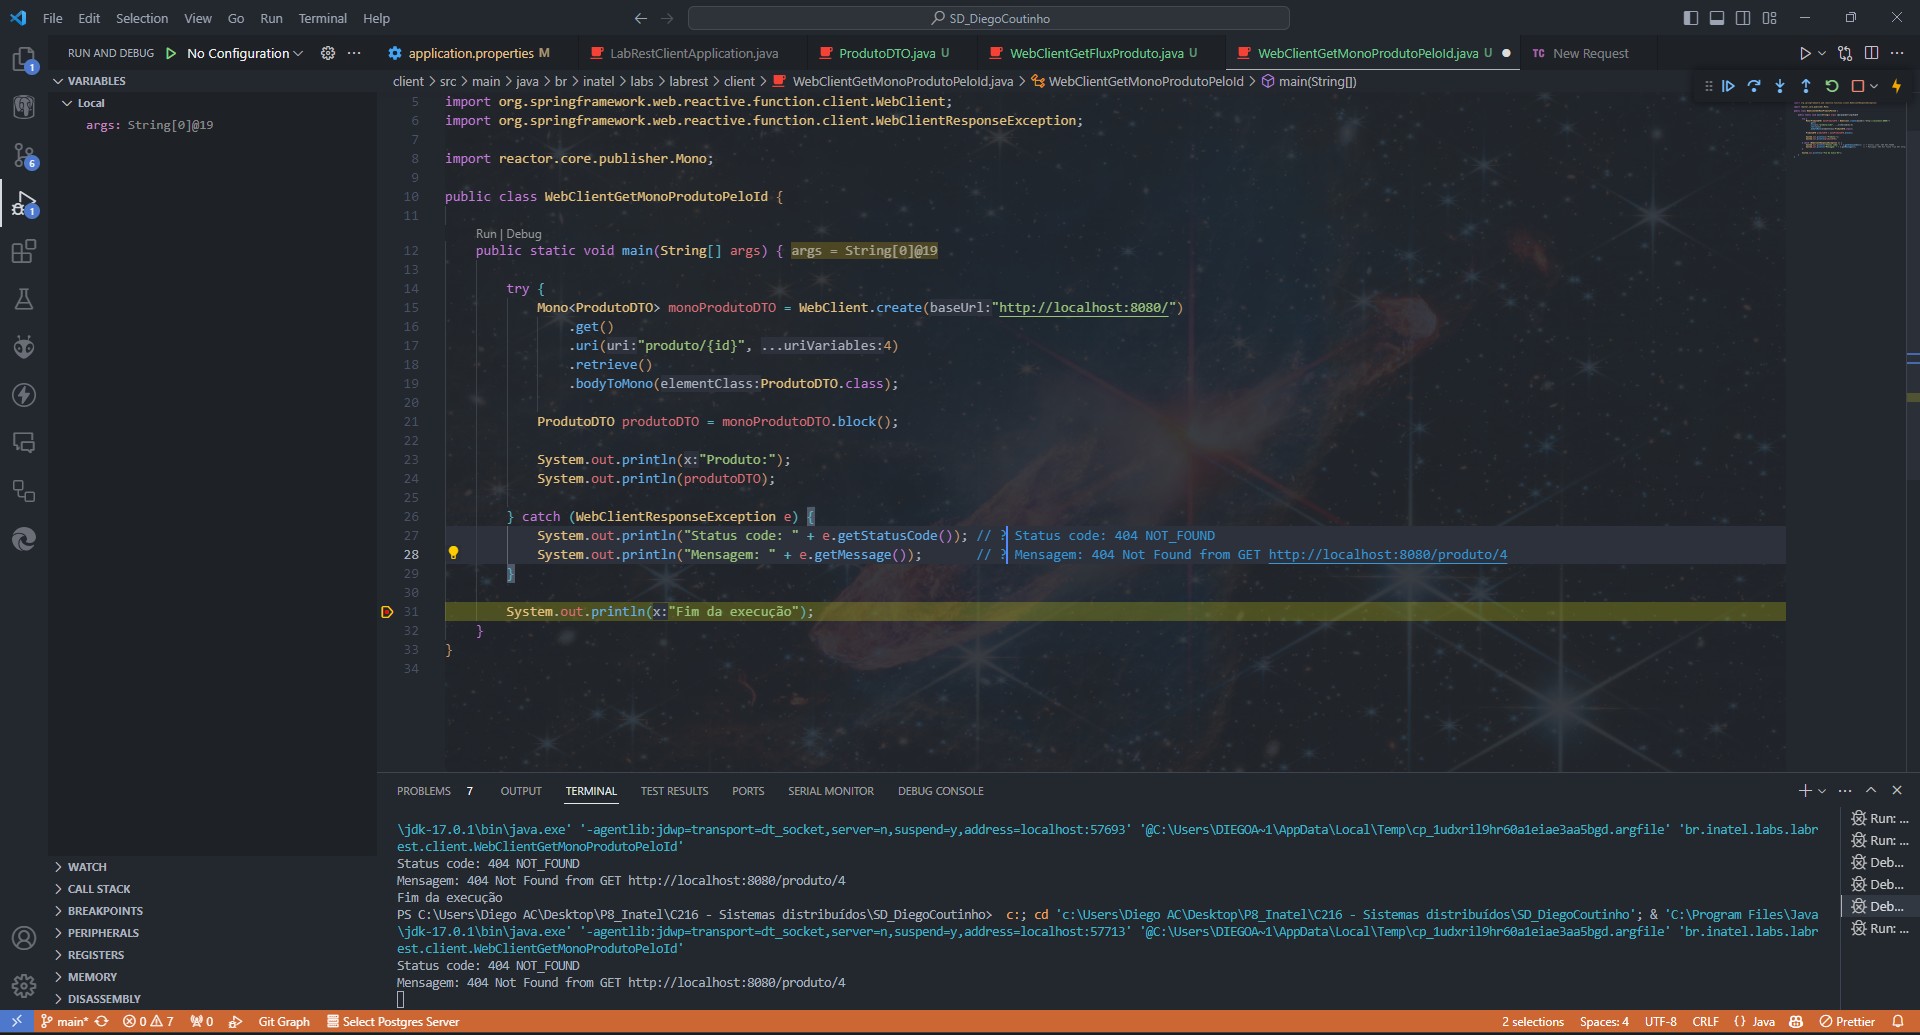 File Edit Selection View Go Run Terminal Help
SD_DiegoCoutinho
RUN AND DEBUG No Configuration
application.properties M LabRestClientApplication.java ProdutoDTO.java U WebClientGetFluxProduto.java U WebClientGetMonoProdutoPeloId.java U TC New Request
VARIABLES
Local
args: String[0]@19
client > src > main > java > br > inatel > labs > labrest > client > WebClientGetMonoProdutoPeloId.java > WebClientGetMonoProdutoPeloId > main(String[])
5 import org.springframework.web.reactive.function.client.WebClient;
6 import org.springframework.web.reactive.function.client.WebClientResponseException;
7
8 import reactor.core.publisher.Mono;
9
10 public class WebClientGetMonoProdutoPeloId {
11
Run | Debug
12 public static void main(String[] args) { args = String[0]@19
13
14 try {
15 Mono<ProdutoDTO> monoProdutoDTO = WebClient.create(baseUrl:"http://localhost:8080/")
16 .get()
17 .uri(uri:"produto/{id}", ...uriVariables:4)
18 .retrieve()
19 .bodyToMono(elementClass:ProdutoDTO.class);
20
21 ProdutoDTO produtoDTO = monoProdutoDTO.block();
22
23 System.out.println(x:"Produto:");
24 System.out.println(produtoDTO);
25
26 } catch (WebClientResponseException e) {
27 System.out.println("Status code: " + e.getStatusCode()); // ? Status code: 404 NOT_FOUND
28 System.out.println("Mensagem: " + e.getMessage()); // ? Mensagem: 404 Not Found from GET http://localhost:8080/produto/4
29 }
30
31 System.out.println(x:"Fim da execução");
32 }
33 }
34
PROBLEMS 7 OUTPUT TERMINAL TEST RESULTS PORTS SERIAL MONITOR DEBUG CONSOLE
\jdk-17.0.1\bin\java.exe' '-agentlib:jdwp=transport=dt_socket,server=n,suspend=y,address=localhost:57693' '@C:\Users\DIEGOA~1\AppData\Local\Temp\cp_1udxril9hr60a1eiae3aa5bgd.argfile' 'br.inatel.labs.labr
est.client.WebClientGetMonoProdutoPeloId'
Status code: 404 NOT_FOUND
Mensagem: 404 Not Found from GET http://localhost:8080/produto/4
Fim da execução
PS C:\Users\Diego AC\Desktop\P8_Inatel\C216 - Sistemas distribuídos\SD_DiegoCoutinho> c:; cd 'c:\Users\Diego AC\Desktop\P8_Inatel\C216 - Sistemas distribuídos\SD_DiegoCoutinho'; & 'C:\Program Files\Java
\jdk-17.0.1\bin\java.exe' '-agentlib:jdwp=transport=dt_socket,server=n,suspend=y,address=localhost:57713' '@C:\Users\DIEGOA~1\AppData\Local\Temp\cp_1udxril9hr60a1eiae3aa5bgd.argfile' 'br.inatel.labs.labr
est.client.WebClientGetMonoProdutoPeloId'
Status code: 404 NOT_FOUND
Mensagem: 404 Not Found from GET http://localhost:8080/produto/4
Run: ...
Run: ...
Deb...
Deb...
Deb...
Run: ...
WATCH
CALL STACK
BREAKPOINTS
PERIPHERALS
REGISTERS
MEMORY
DISASSEMBLY
1
6
1
main* 0 7 0 Git Graph Select Postgres Server 2 selections Spaces: 4 UTF-8 CRLF {} Java Prettier